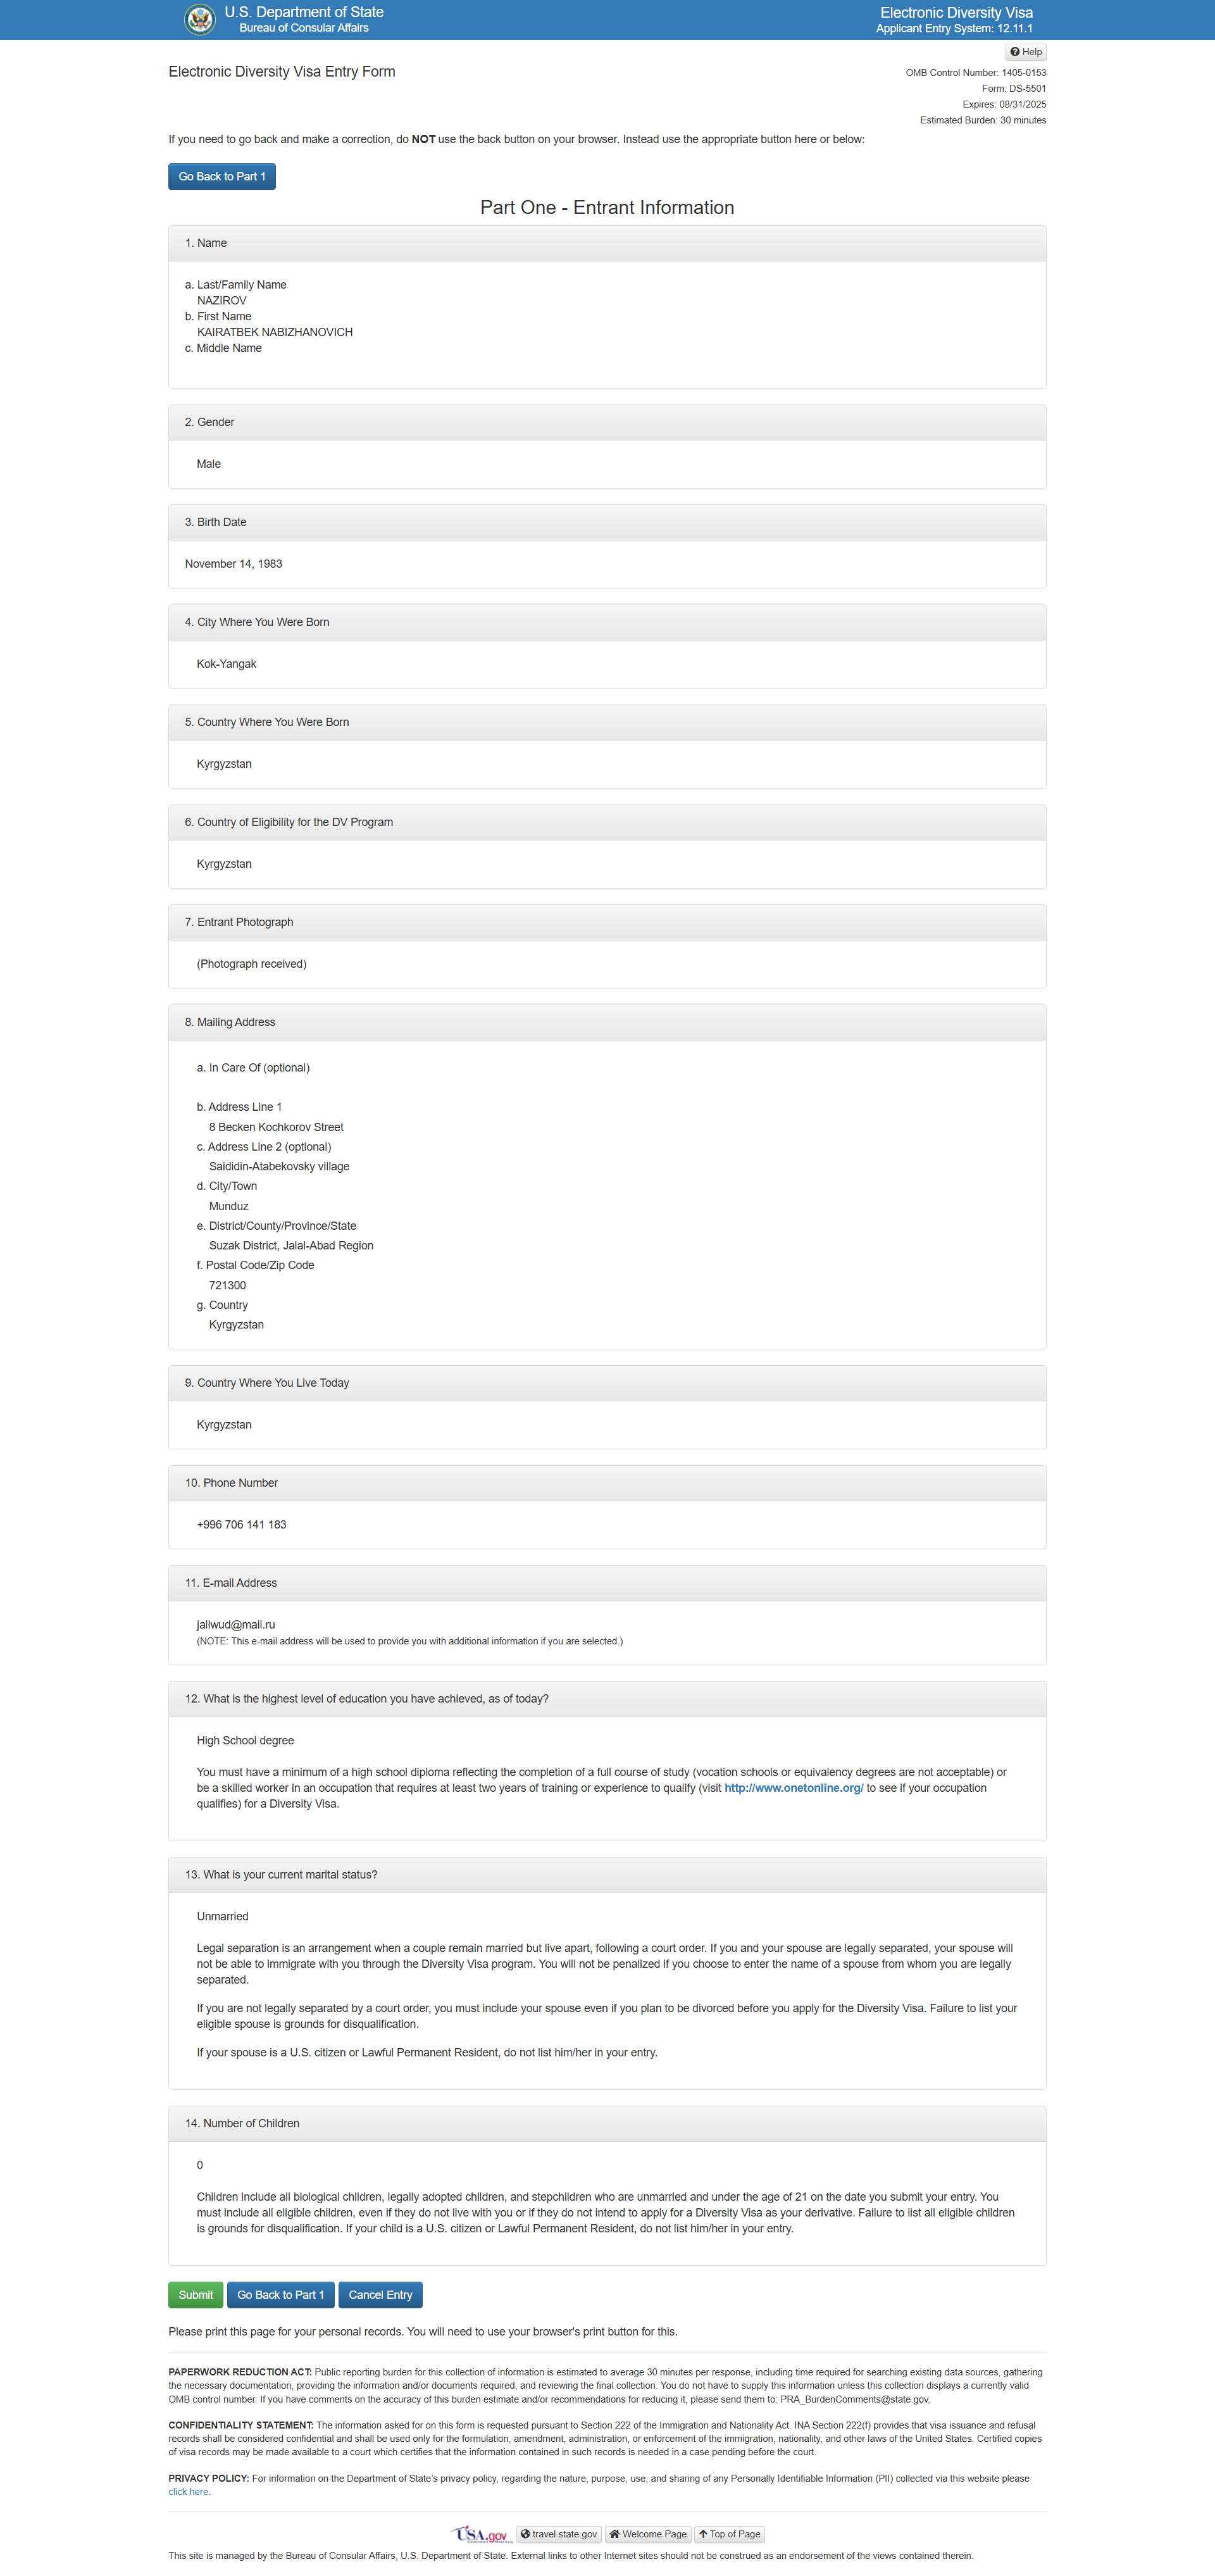 U.S. Department of State
Bureau of Consular Affairs
Electronic Diversity Visa
Applicant Entry System: 12.11.1
Help
Electronic Diversity Visa Entry Form
OMB Control Number: 1405-0153
Form: DS-5501
Expires: 08/31/2025
Estimated Burden: 30 minutes
If you need to go back and make a correction, do NOT use the back button on your browser. Instead use the appropriate button here or below:
Go Back to Part 1
Part One - Entrant Information
1. Name
a. Last/Family Name
NAZIROV
b. First Name
KAIRATBEK NABIZHANOVICH
c. Middle Name
2. Gender
Male
3. Birth Date
November 14, 1983
4. City Where You Were Born
Kok-Yangak
5. Country Where You Were Born
Kyrgyzstan
6. Country of Eligibility for the DV Program
Kyrgyzstan
7. Entrant Photograph
(Photograph received)
8. Mailing Address
a. In Care Of (optional)
b. Address Line 1
8 Becken Kochkorov Street
c. Address Line 2 (optional)
Saididin-Atabekovsky village
d. City/Town
Munduz
e. District/County/Province/State
Suzak District, Jalal-Abad Region
f. Postal Code/Zip Code
721300
g. Country
Kyrgyzstan
9. Country Where You Live Today
Kyrgyzstan
10. Phone Number
+996 706 141 183
11. E-mail Address
jaliwud@mail.ru
(NOTE: This e-mail address will be used to provide you with additional information if you are selected.)
12. What is the highest level of education you have achieved, as of today?
High School degree
You must have a minimum of a high school diploma reflecting the completion of a full course of study (vocation schools or equivalency degrees are not acceptable) or
be a skilled worker in an occupation that requires at least two years of training or experience to qualify (visit http://www.onetonline.org/ to see if your occupation
qualifies) for a Diversity Visa.
13. What is your current marital status?
Unmarried
Legal separation is an arrangement when a couple remain married but live apart, following a court order. If you and your spouse are legally separated, your spouse will
not be able to immigrate with you through the Diversity Visa program. You will not be penalized if you choose to enter the name of a spouse from whom you are legally
separated.
If you are not legally separated by a court order, you must include your spouse even if you plan to be divorced before you apply for the Diversity Visa. Failure to list your
eligible spouse is grounds for disqualification.
If your spouse is a U.S. citizen or Lawful Permanent Resident, do not list him/her in your entry.
14. Number of Children
0
Children include all biological children, legally adopted children, and stepchildren who are unmarried and under the age of 21 on the date you submit your entry. You
must include all eligible children, even if they do not live with you or if they do not intend to apply for a Diversity Visa as your derivative. Failure to list all eligible children
is grounds for disqualification. If your child is a U.S. citizen or Lawful Permanent Resident, do not list him/her in your entry.
Submit Go Back to Part 1 Cancel Entry
Please print this page for your personal records. You will need to use your browser's print button for this.
PAPERWORK REDUCTION ACT: Public reporting burden for this collection of information is estimated to average 30 minutes per response, including time required for searching existing data sources, gathering
the necessary documentation, providing the information and/or documents required, and reviewing the final collection. You do not have to supply this information unless this collection displays a currently valid
OMB control number. If you have comments on the accuracy of this burden estimate and/or recommendations for reducing it, please send them to: PRA_BurdenComments@state.gov.
CONFIDENTIALITY STATEMENT: The information asked for on this form is requested pursuant to Section 222 of the Immigration and Nationality Act. INA Section 222(f) provides that visa issuance and refusal
records shall be considered confidential and shall be used only for the formulation, amendment, administration, or enforcement of the immigration, nationality, and other laws of the United States. Certified copies
of visa records may be made available to a court which certifies that the information contained in such records is needed in a case pending before the court.
PRIVACY POLICY: For information on the Department of State's privacy policy, regarding the nature, purpose, use, and sharing of any Personally Identifiable Information (PII) collected via this website please
click here.
USA.gov travel.state.gov Welcome Page Top of Page
This site is managed by the Bureau of Consular Affairs, U.S. Department of State. External links to other Internet sites should not be construed as an endorsement of the views contained therein.